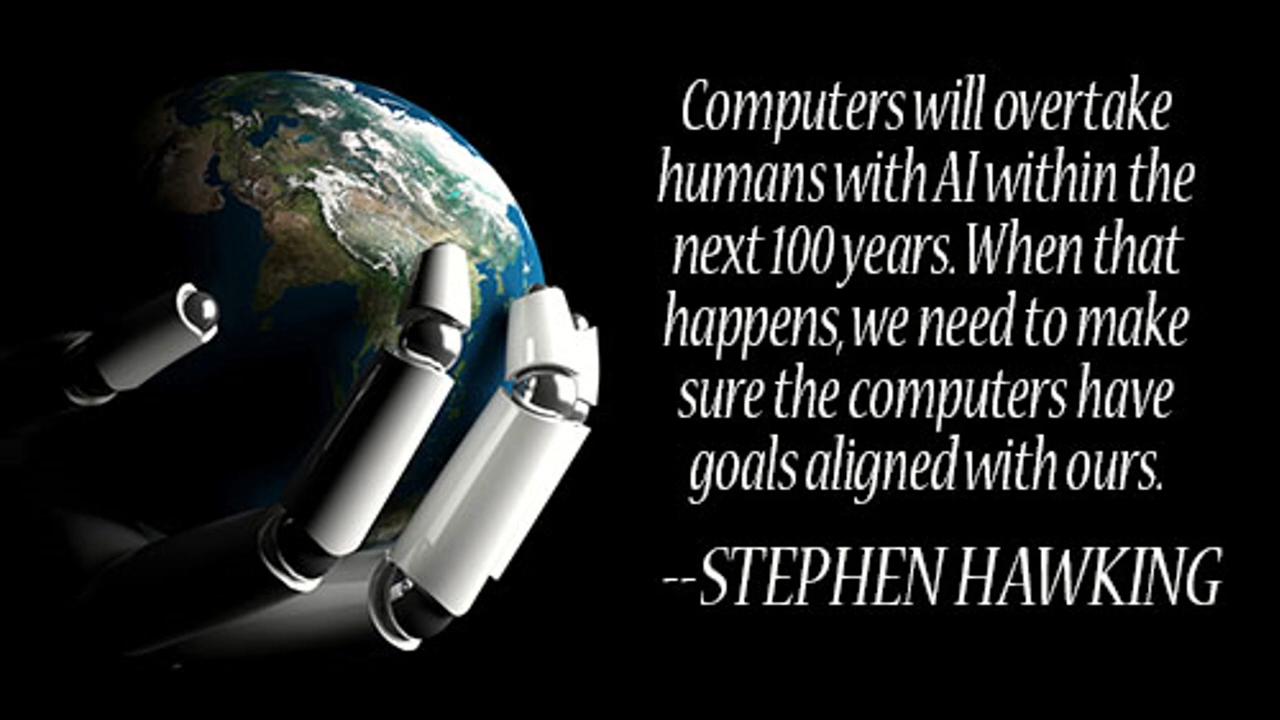 Computers will overtake
humans with AI within the
next 100 years. When that
happens, we need to make
sure the computers have
goals aligned with ours.
--STEPHEN HAWKING